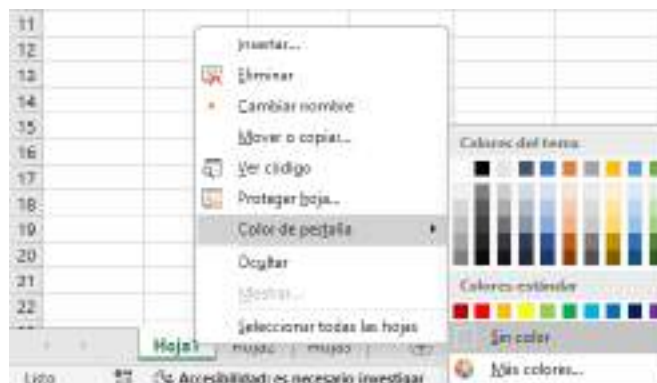 11
12
13
14
15
16
17
18
19
20
21
22
Insertar...
Eliminar
Cambiar nombre
Mover o copiar...
Ver código
Proteger hoja...
Color de pestaña
Ocultar
Mostrar...
Seleccionar todas las hojas
Colores del tema
Colores estándar
Sin color
Más colores...
Hoja1 Hoja2 Hoja3
Listo Accesibilidad: es necesario investigar